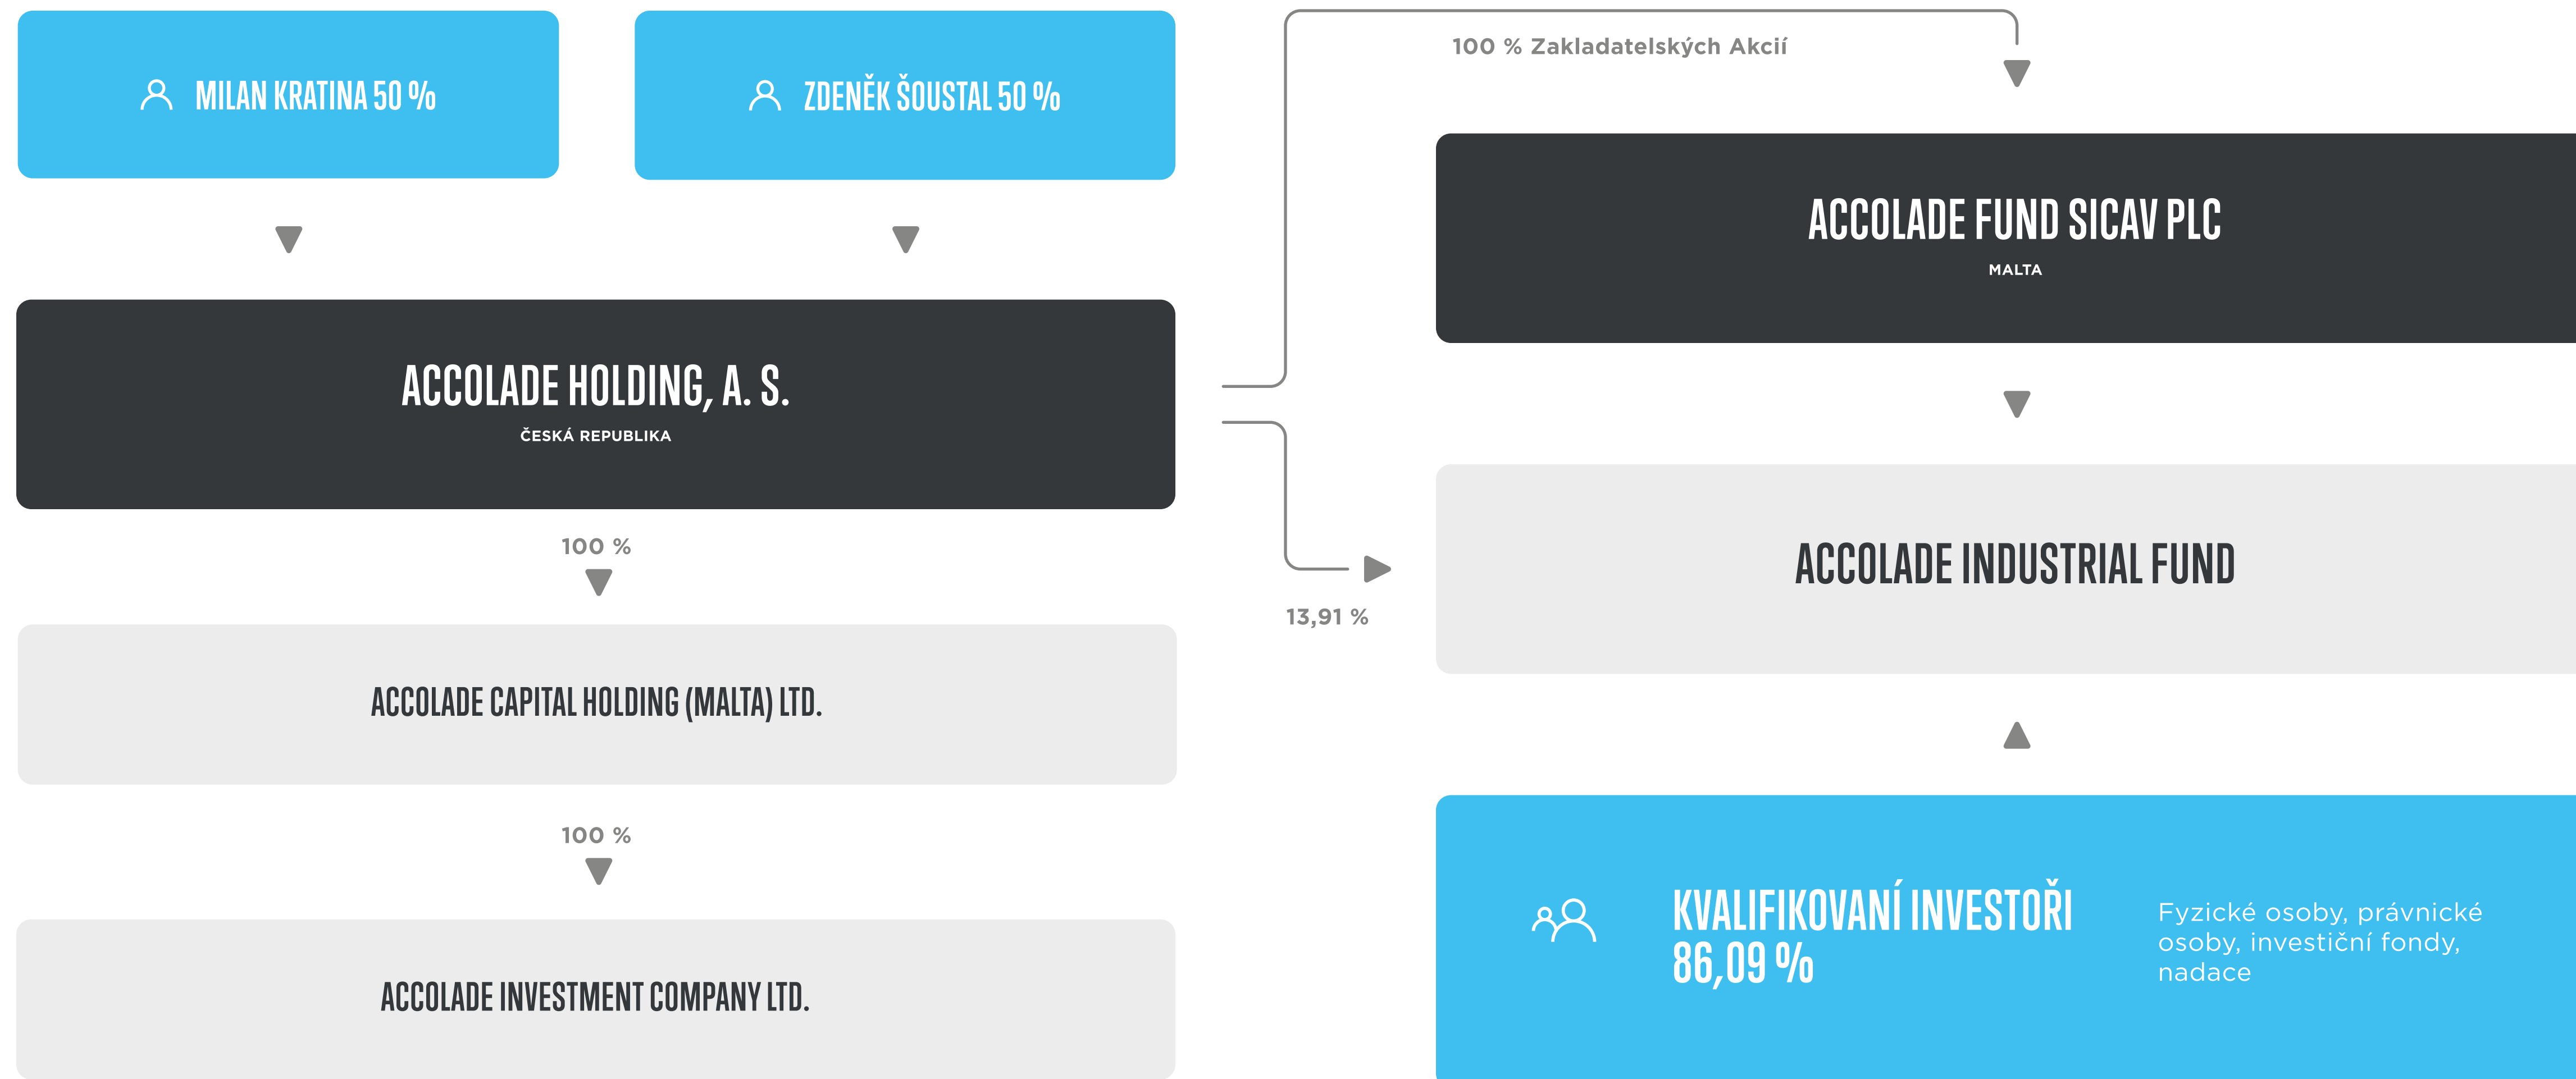 MILAN KRATINA 50 %
ZDENĚK ŠOUSTAL 50 %
ACCOLADE HOLDING, A. S.
ČESKÁ REPUBLIKA
100 %
ACCOLADE CAPITAL HOLDING (MALTA) LTD.
100 %
ACCOLADE INVESTMENT COMPANY LTD.
100 % Zakladatelských Akcií
ACCOLADE FUND SICAV PLC
MALTA
13,91 %
ACCOLADE INDUSTRIAL FUND
KVALIFIKOVANÍ INVESTOŘI
86,09 %
Fyzické osoby, právnické
osoby, investiční fondy,
nadace